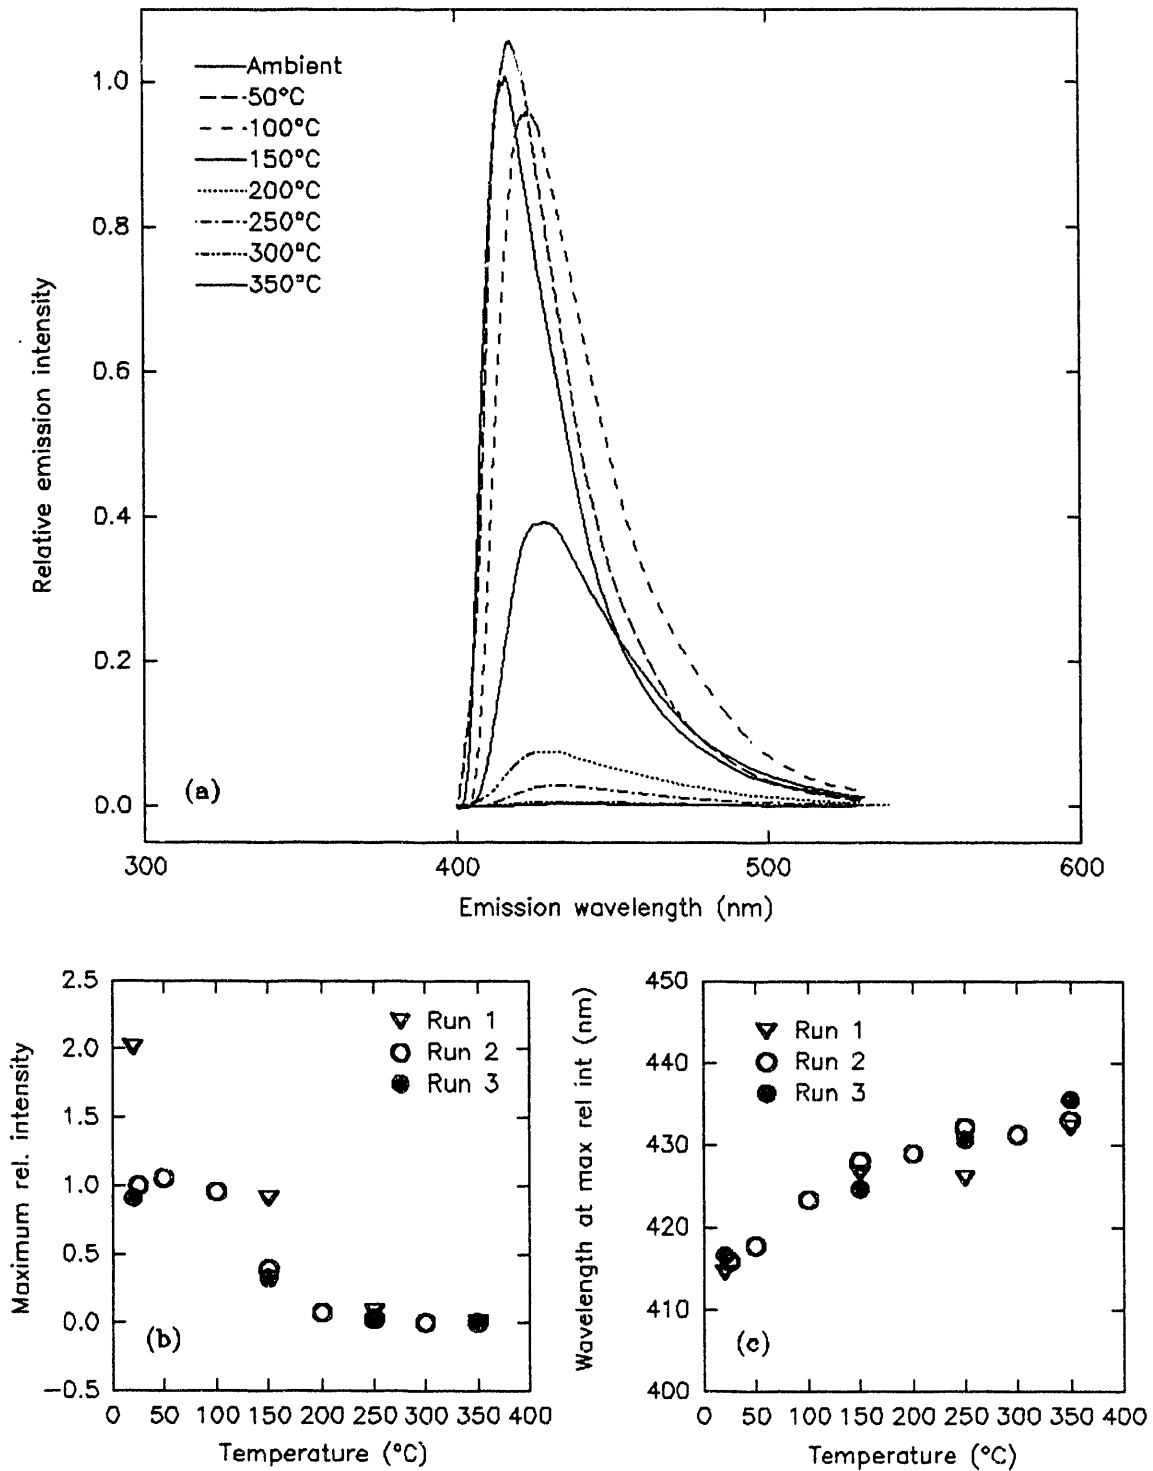 Ambient
50°C
100°C
150°C
200°C
250°C
300°C
350°C
1.0
0.8
0.6
0.4
0.2
0.0
Relative emission intensity
(a)
300 400 500 600
Emission wavelength (nm)
2.5
2.0
1.5
1.0
0.5
0.0
−0.5
Maximum rel. intensity
Run 1
Run 2
Run 3
(b)
0 50 100 150 200 250 300 350 400
Temperature (°C)
450
440
430
420
410
400
Wavelength at max rel int (nm)
Run 1
Run 2
Run 3
(c)
0 50 100 150 200 250 300 350 400
Temperature (°C)